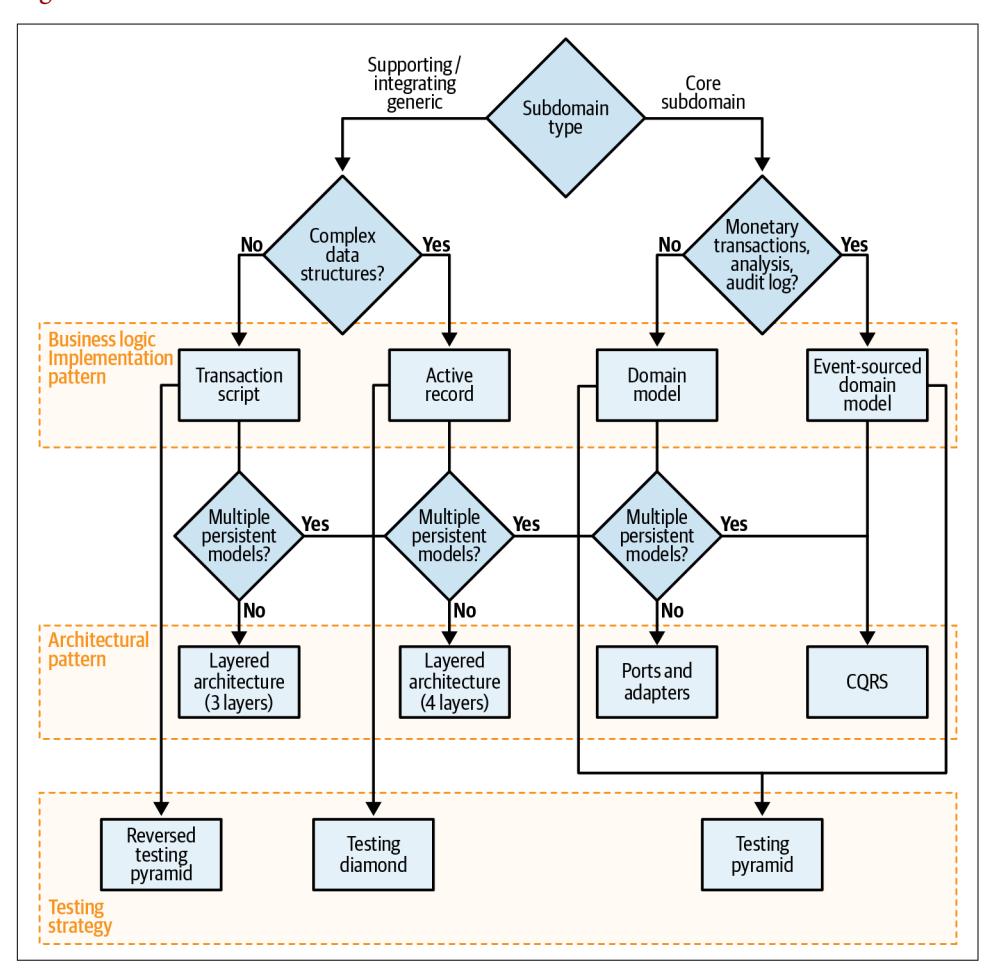 Supporting/
integrating
generic
Subdomain
type
Core
subdomain
No
Complex
data
structures?
Yes
No
Monetary
transactions,
analysis,
audit log?
Yes
Business logic
Implementation
pattern
Transaction
script
Active
record
Domain
model
Event-sourced
domain
model
Multiple
persistent
models?
Yes
Multiple
persistent
models?
Yes
Multiple
persistent
models?
Yes
No
No
No
Architectural
pattern
Layered
architecture
(3 layers)
Layered
architecture
(4 layers)
Ports and
adapters
CQRS
Reversed
testing
pyramid
Testing
diamond
Testing
pyramid
Testing
strategy